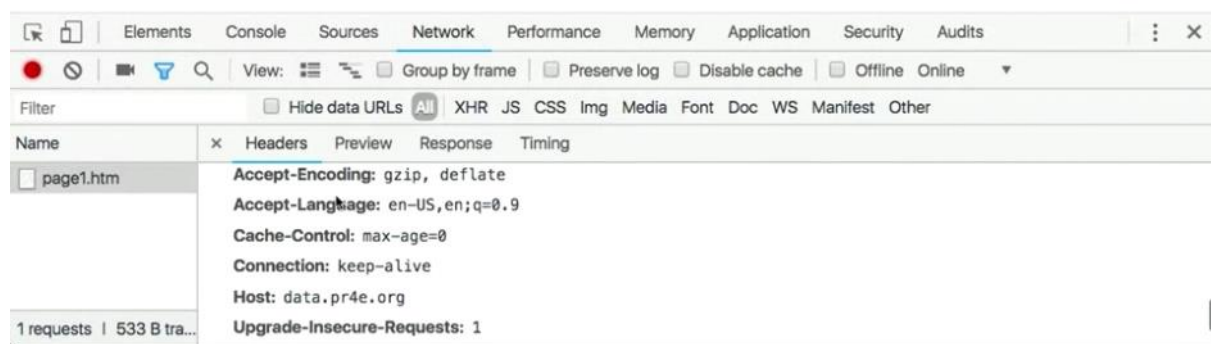 Elements Console Sources Network Performance Memory Application Security Audits
View: Group by frame Preserve log Disable cache Offline Online
Filter Hide data URLs All XHR JS CSS Img Media Font Doc WS Manifest Other
Name × Headers Preview Response Timing
page1.htm Accept-Encoding: gzip, deflate
Accept-Language: en-US,en;q=0.9
Cache-Control: max-age=0
Connection: keep-alive
Host: data.pr4e.org
1 requests | 533 B tra... Upgrade-Insecure-Requests: 1